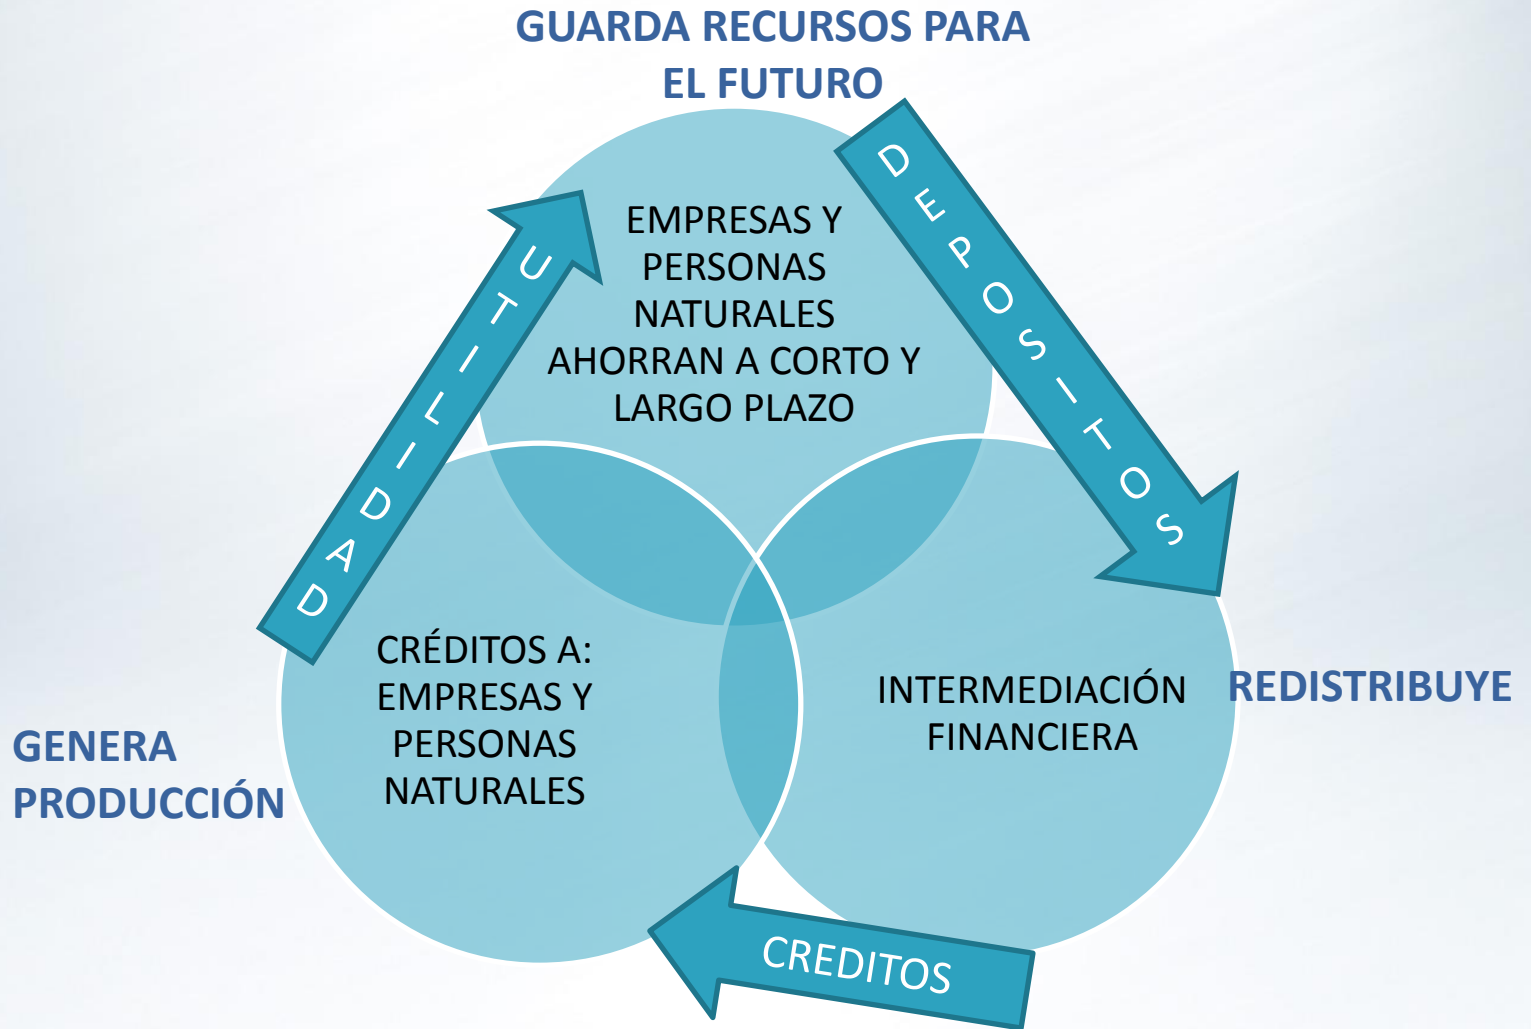 GUARDA RECURSOS PARA
EL FUTURO
UTILIDAD
EMPRESAS Y
PERSONAS
NATURALES
AHORRAN A CORTO Y
LARGO PLAZO
DEPOSITOS
CRÉDITOS A:
EMPRESAS Y
PERSONAS
NATURALES
INTERMEDIACIÓN
FINANCIERA
REDISTRIBUYE
GENERA
PRODUCCIÓN
CREDITOS